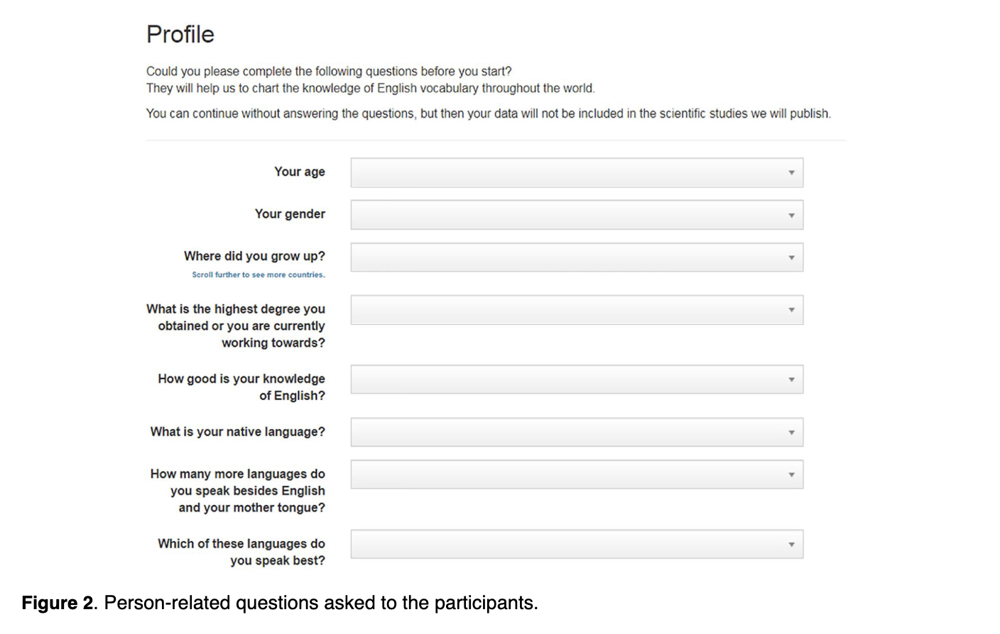 Profile
Could you please complete the following questions before you start?
They will help us to chart the knowledge of English vocabulary throughout the world.
You can continue without answering the questions, but then your data will not be included in the scientific studies we will publish.
Your age
Your gender
Where did you grow up?
Scroll further to see more countries.
What is the highest degree you
obtained or you are currently
working towards?
How good is your knowledge
of English?
What is your native language?
How many more languages do
you speak besides English
and your mother tongue?
Which of these languages do
you speak best?
Figure 2. Person-related questions asked to the participants.